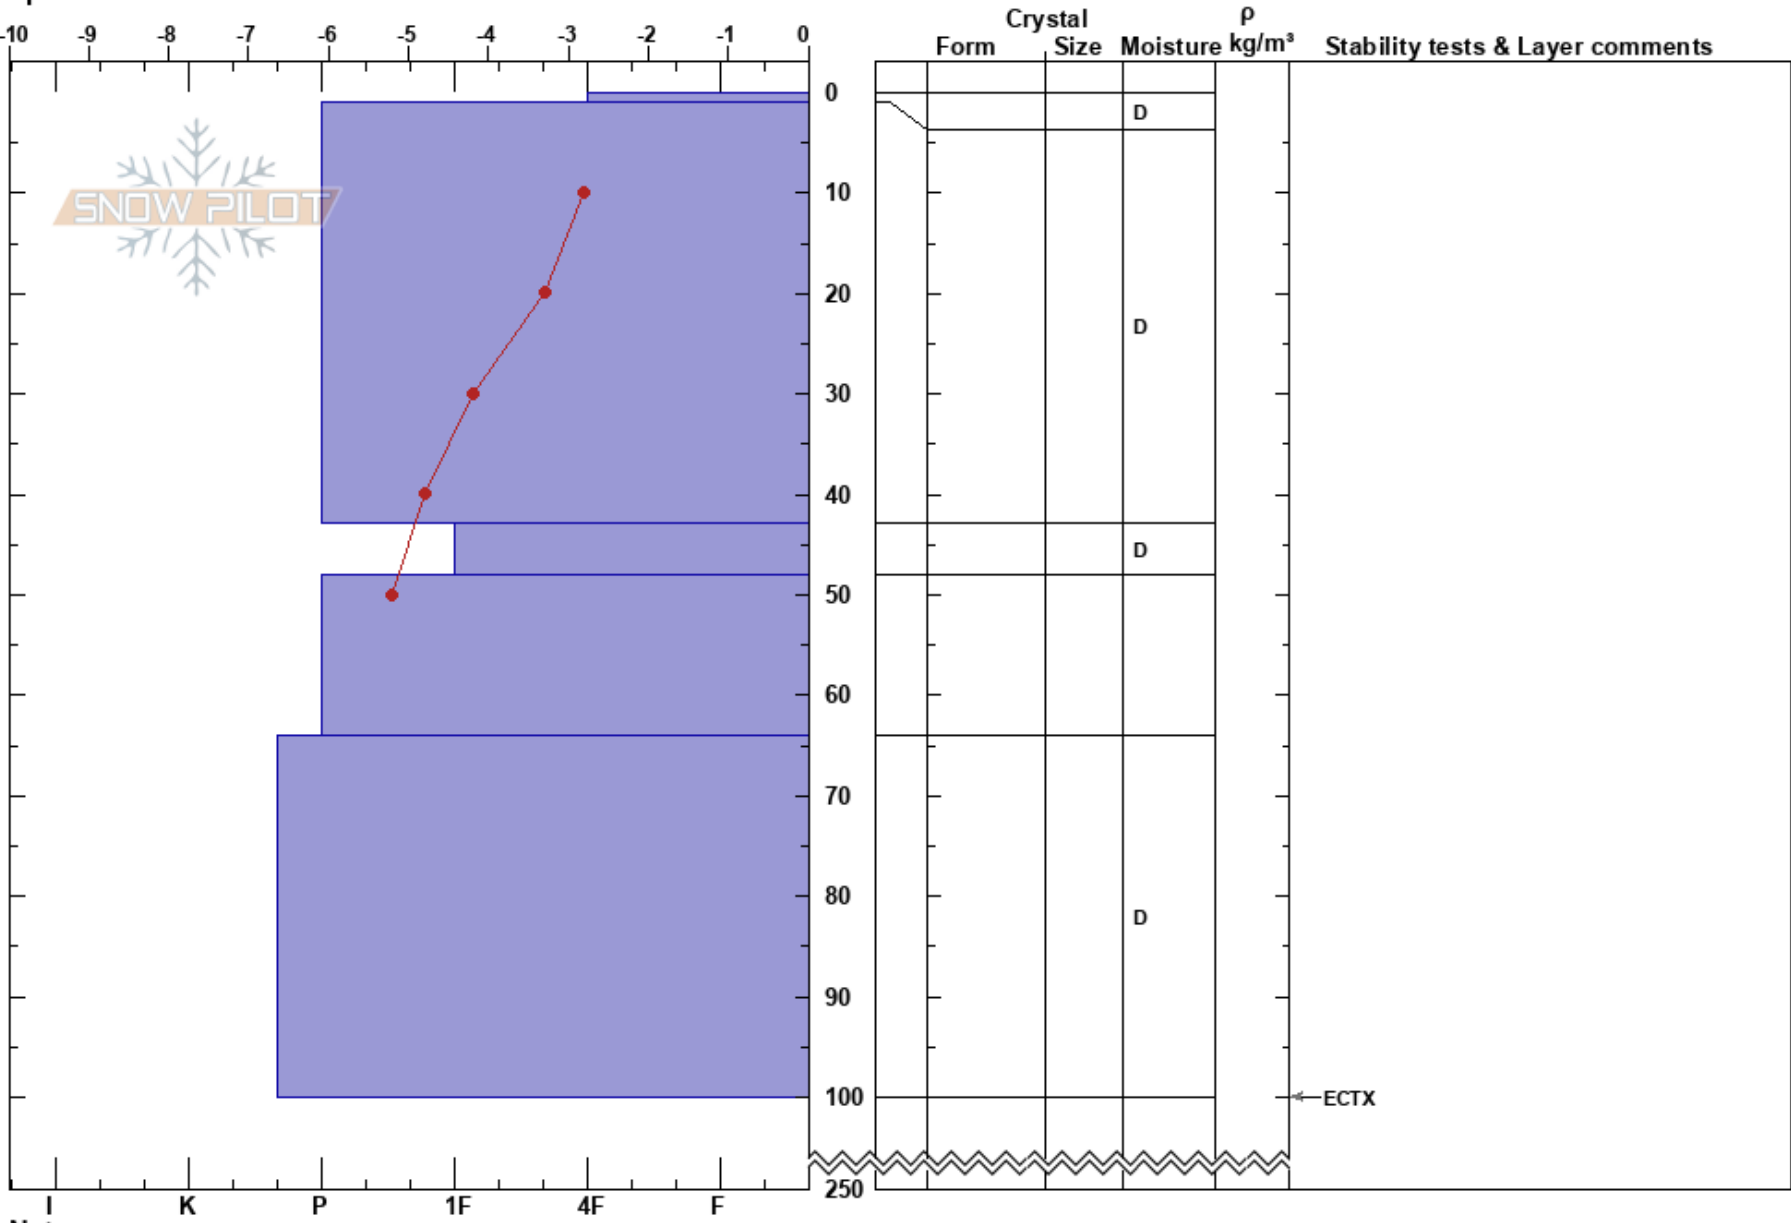 -10 -9 -8 -7 -6 -5 -4 -3 -2 -1 0
Crystal ρ
Form Size Moisture kg/m³ Stability tests & Layer comments
0
D
SNOW PILOT
10
20
D
30
40
D
50
60
70
80
D
90
100 ECTX
250
I K P 1F 4F F